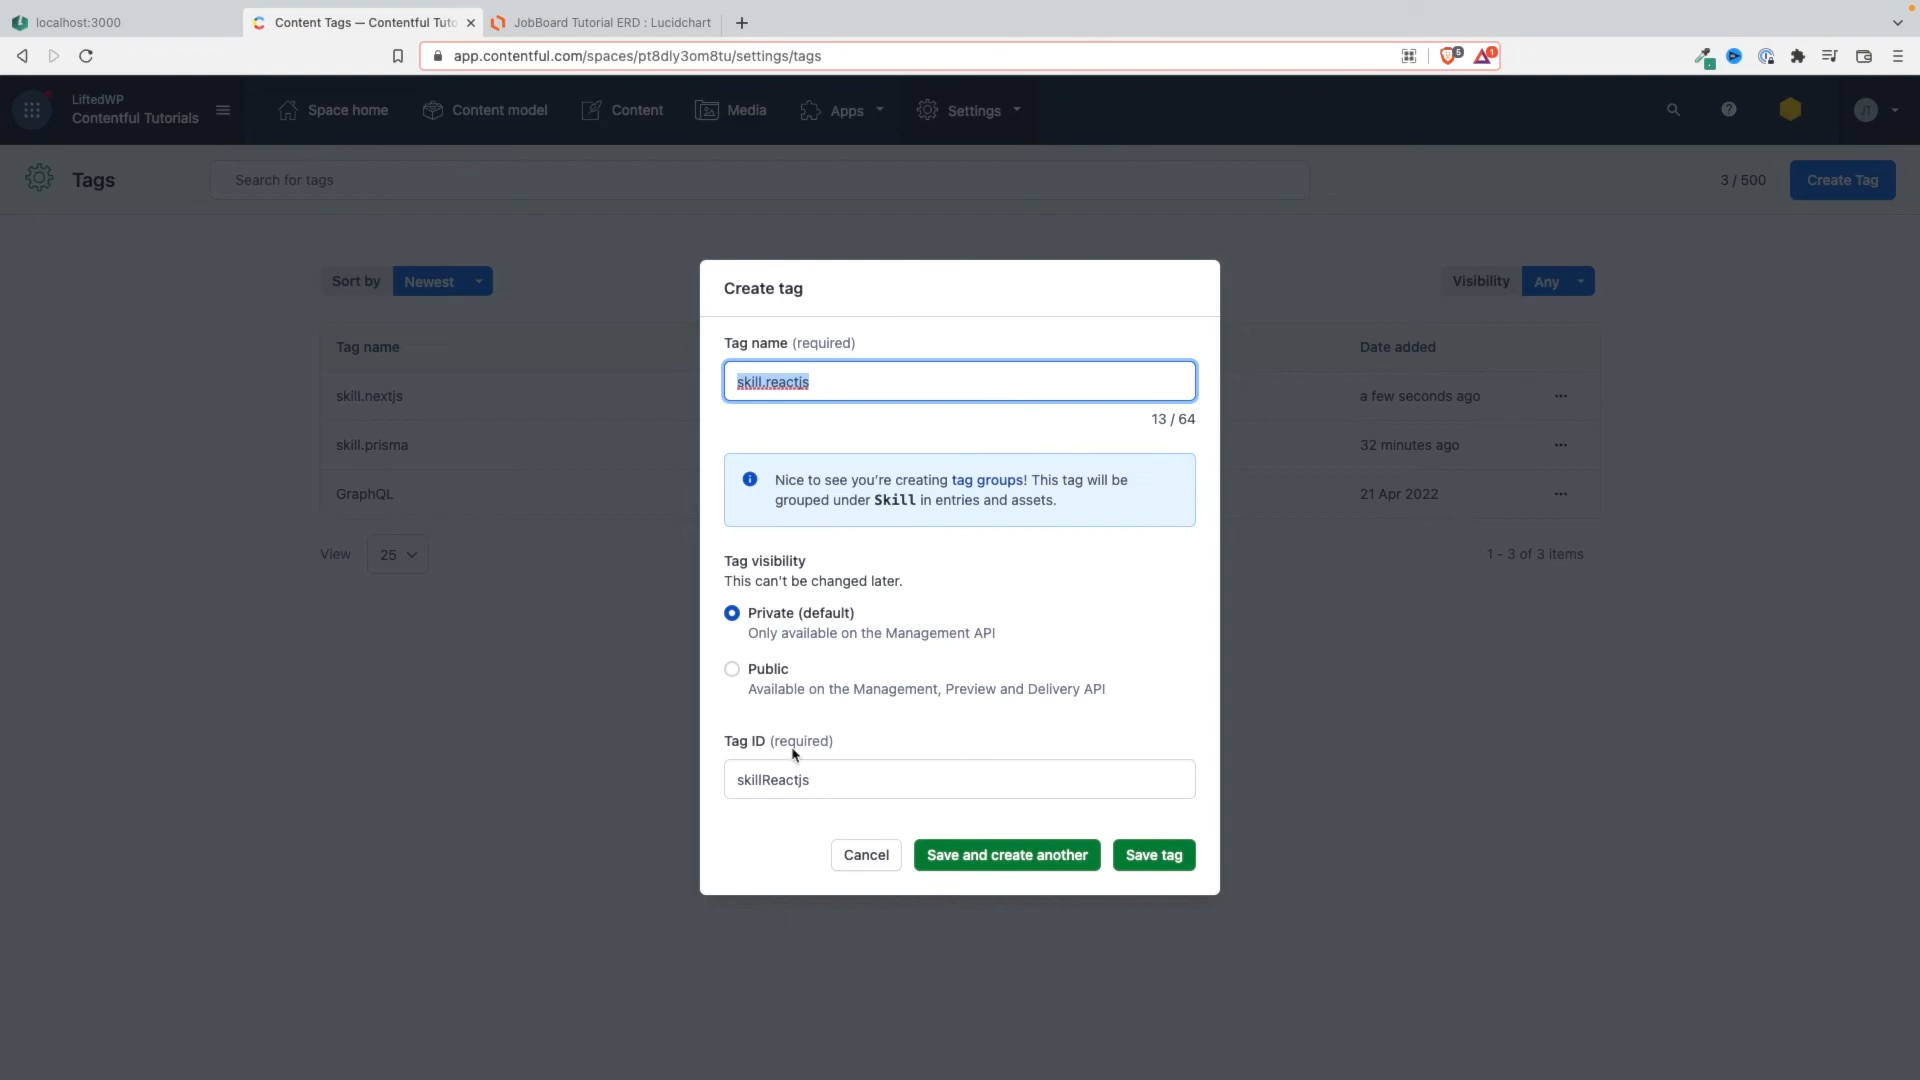 localhost:3000
Content Tags — Contentful Tuto
JobBoard Tutorial ERD : Lucidchart
app.contentful.com/spaces/pt8dly3om8tu/settings/tags
5
1
LiftedWP
Contentful Tutorials
Space home
Content model
Content
Media
Apps
Settings
JT
Tags
Search for tags
3 / 500
Create Tag
Sort by
Newest
Visibility
Any
Tag name
Date added
skill.nextjs
a few seconds ago
skill.prisma
32 minutes ago
GraphQL
21 Apr 2022
View
25
1 - 3 of 3 items
Create tag
Tag name (required)
skill.reactjs
13 / 64
Nice to see you’re creating tag groups! This tag will be
grouped under Skill in entries and assets.
Tag visibility
This can't be changed later.
Private (default)
Only available on the Management API
Public
Available on the Management, Preview and Delivery API
Tag ID (required)
skillReactjs
Cancel
Save and create another
Save tag